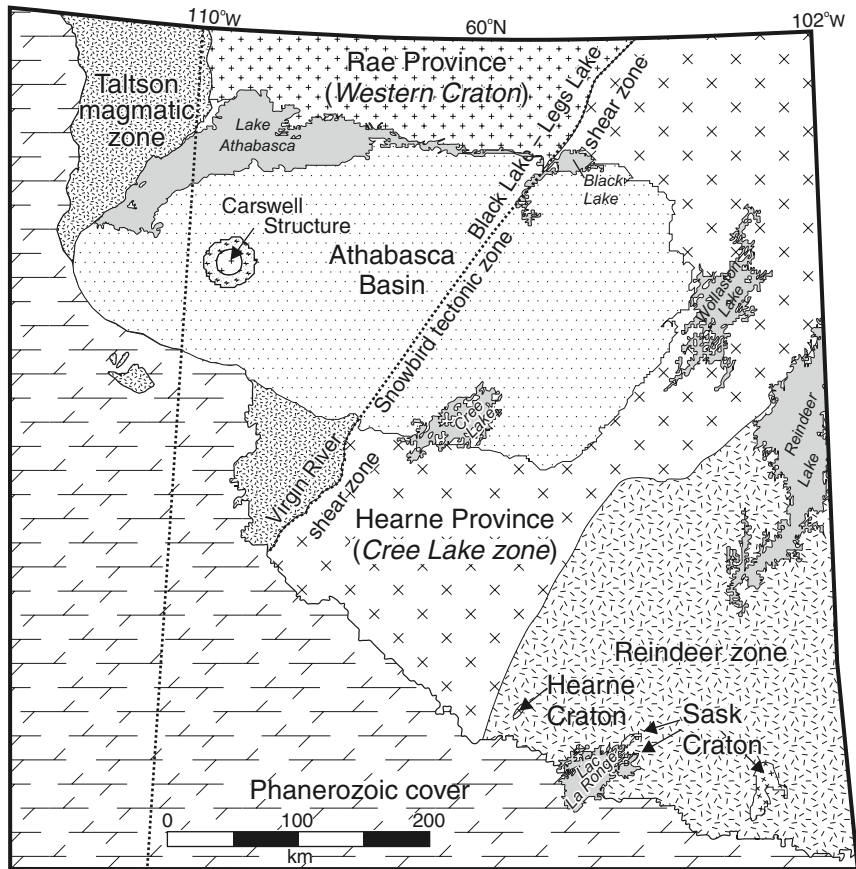 110°W
60°N
102°W
Rae Province
(Western Craton)
Taltson
magmatic
zone
Lake
Athabasca
Black Lake – Legs Lake
shear zone
Black
Lake
Carswell
Structure
Athabasca
Basin
Snowbird tectonic zone
Wollaston
Lake
Reindeer
Lake
Cree
Lake
Virgin River
shear zone
Hearne Province
(Cree Lake zone)
Reindeer zone
Hearne
Craton
Sask
Craton
Lac
La Ronge
Phanerozoic cover
0 100 200
km